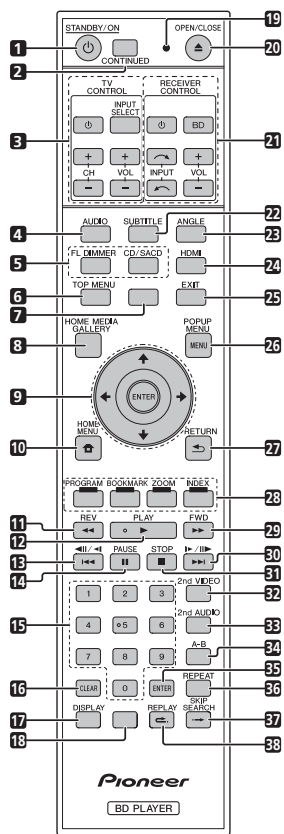 19
STANDBY/ON
OPEN/CLOSE
1
20
2
CONTINUED
TV CONTROL
RECEIVER CONTROL
3
INPUT SELECT
BD
21
+ + +
CH VOL INPUT VOL
− − −
22
4
AUDIO SUBTITLE ANGLE
23
5
FL DIMMER CD/SACD HDMI
24
6
TOP MENU EXIT
25
7
8
HOME MEDIA GALLERY
POPUP MENU
MENU
26
9
ENTER
10
HOME MENU
RETURN
27
PROGRAM BOOKMARK ZOOM INDEX
28
11
REV PLAY FWD
29
12
13
PAUSE STOP
30
14
31
1 2 3
2nd VIDEO
32
15
4 5 6
2nd AUDIO
33
7 8 9
A-B
34
35
16
CLEAR 0 ENTER
REPEAT
36
17
DISPLAY REPLAY
SKIP SEARCH
37
18
38
Pioneer
BD PLAYER